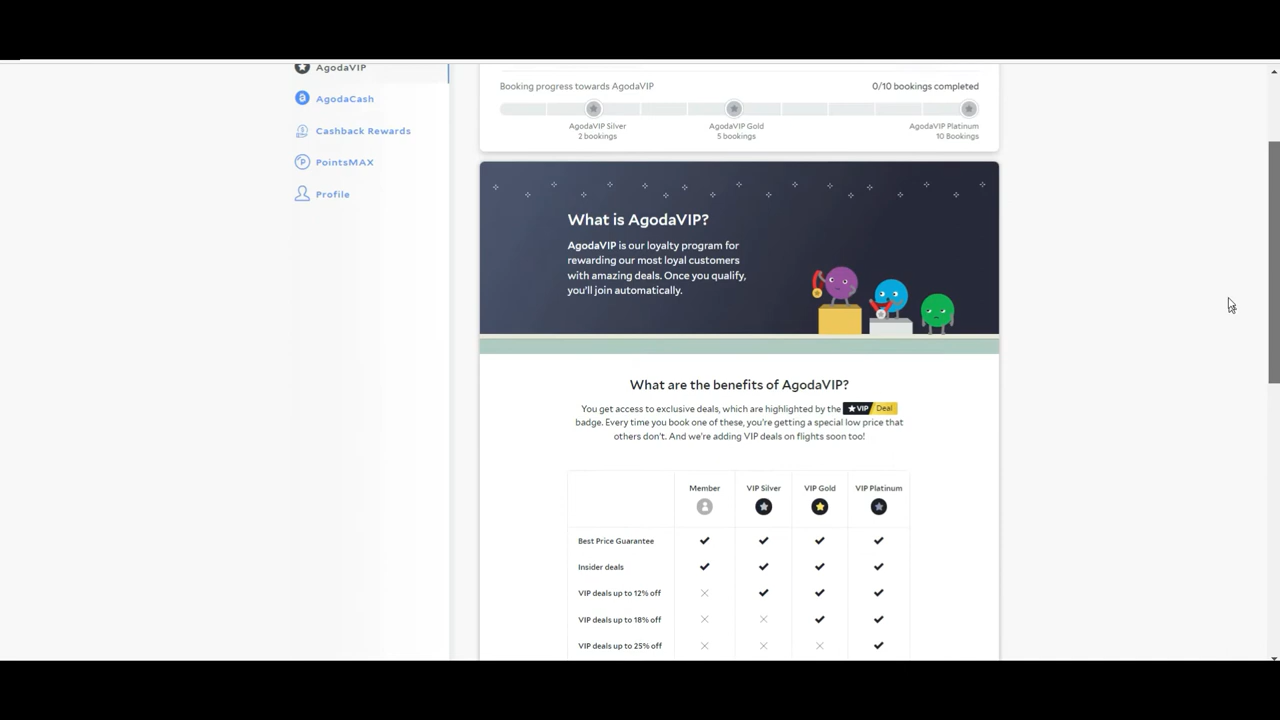 AgodaVIP
AgodaCash
Cashback Rewards
PointsMAX
Profile
Booking progress towards AgodaVIP
0/10 bookings completed
AgodaVIP Silver
2 bookings
AgodaVIP Gold
5 bookings
AgodaVIP Platinum
10 Bookings
What is AgodaVIP?
AgodaVIP is our loyalty program for
rewarding our most loyal customers
with amazing deals. Once you qualify,
you'll join automatically.
What are the benefits of AgodaVIP?
You get access to exclusive deals, which are highlighted by the VIP Deal
badge. Every time you book one of these, you're getting a special low price that
others don't. And we're adding VIP deals on flights soon too!
Member VIP Silver VIP Gold VIP Platinum
Best Price Guarantee
Insider deals
VIP deals up to 12% off
VIP deals up to 18% off
VIP deals up to 25% off